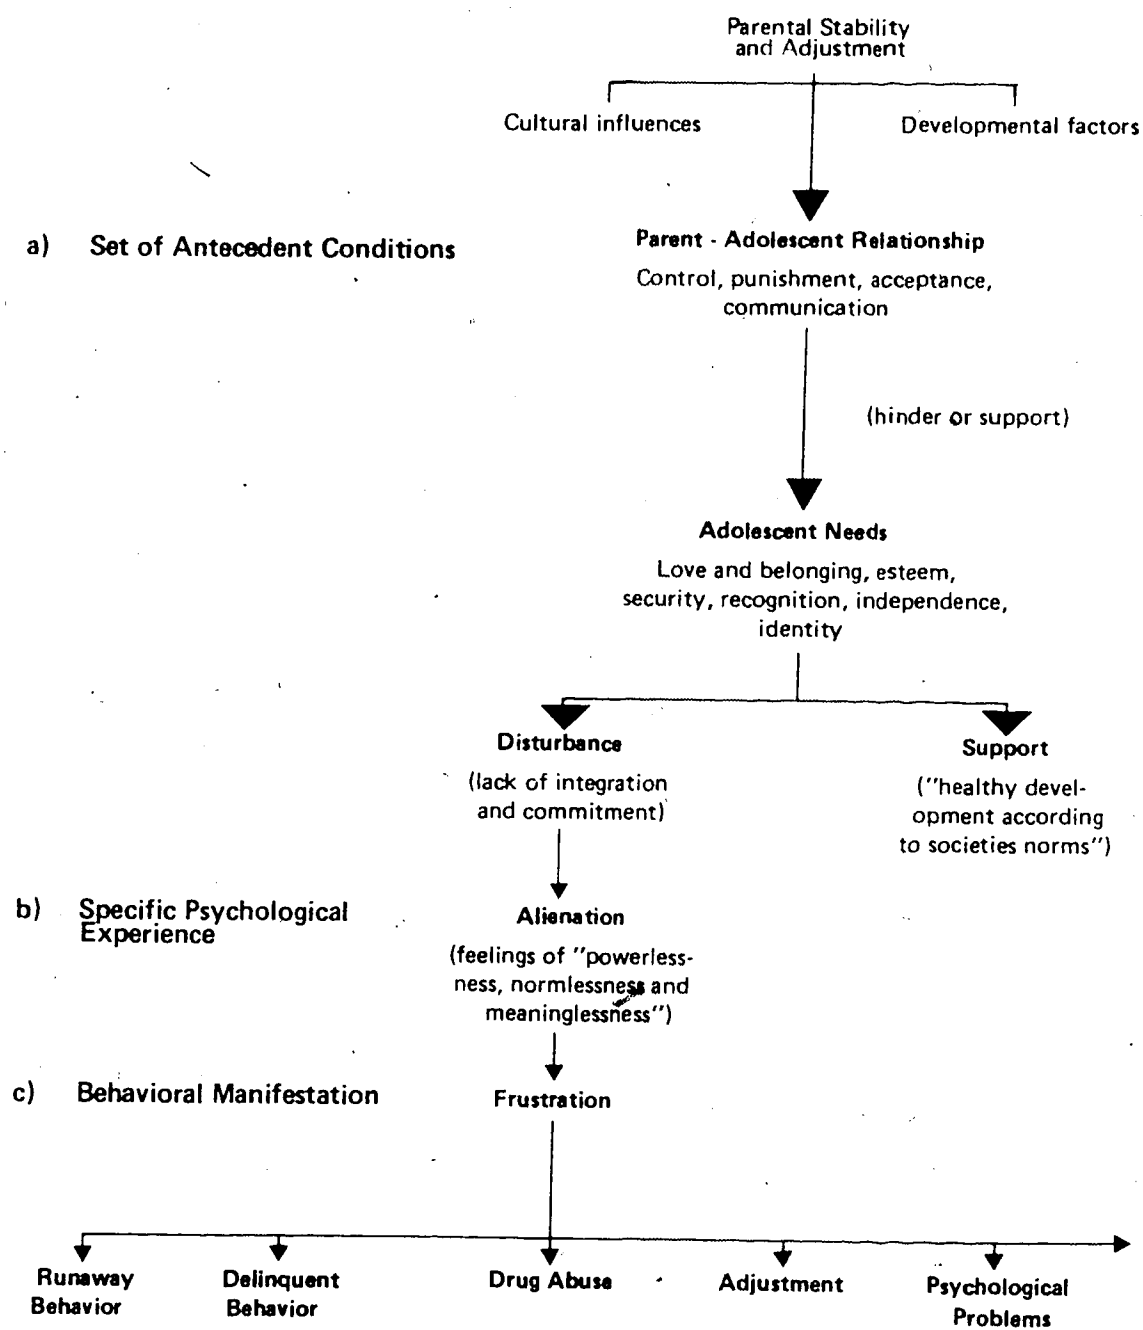 Parental Stability
and Adjustment
Cultural influences
Developmental factors
a) Set of Antecedent Conditions
Parent - Adolescent Relationship
Control, punishment, acceptance,
communication
(hinder or support)
Adolescent Needs
Love and belonging, esteem,
security, recognition, independence,
identity
Disturbance
(lack of integration
and commitment)
Support
("healthy devel-
opment according
to societies norms")
b) Specific Psychological
Experience
Alienation
(feelings of "powerless-
ness, normlessness and
meaninglessness")
c) Behavioral Manifestation
Frustration
Runaway
Behavior
Delinquent
Behavior
Drug Abuse
Adjustment
Psychological
Problems